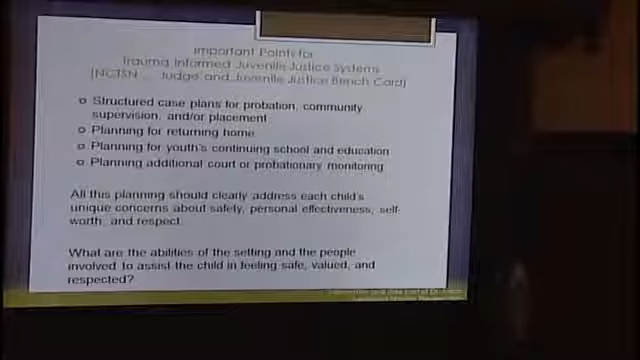 Important Points for
Trauma Informed Juvenile Justice Systems
(NCTSN ... Judge and Juvenile Justice Bench Card)
o Structured case plans for probation, community
supervision, and/or placement
o Planning for returning home
o Planning for youth's continuing school and education
o Planning additional court or probationary monitoring
All this planning should clearly address each child's
unique concerns about safety, personal effectiveness, self-
worth, and respect.
What are the abilities of the setting and the people
involved to assist the child in feeling safe, valued, and
respected?